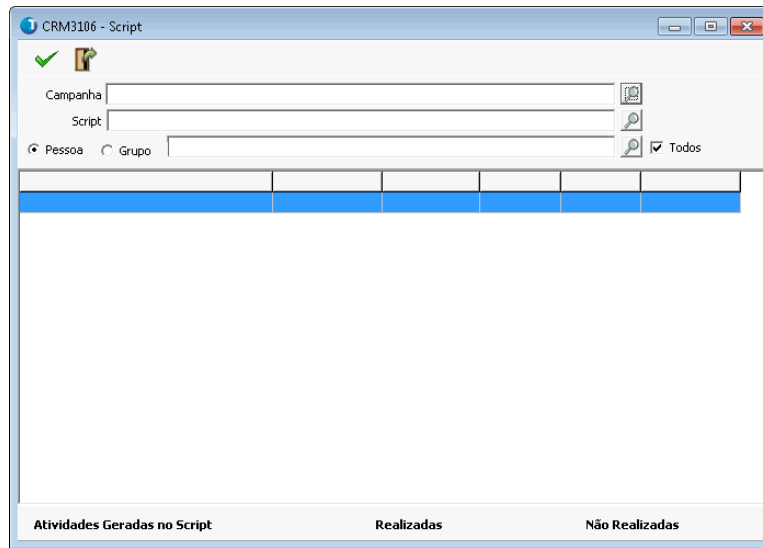 CRM3106 - Script
Campanha
Script
Pessoa Grupo Todos
Atividades Geradas no Script Realizadas Não Realizadas